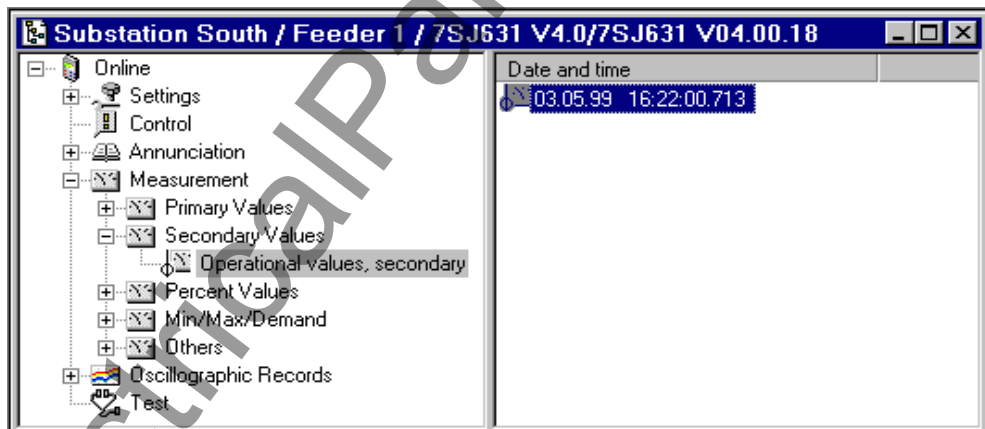 Substation South / Feeder 1 / 7SJ631 V4.0/7SJ631 V04.00.18
Online
Settings
Control
Annunciation
Measurement
Primary Values
Secondary Values
Operational values, secondary
Percent Values
Min/Max/Demand
Others
Oscillographic Records
Test
Date and time
03.05.99 16:22:00.713